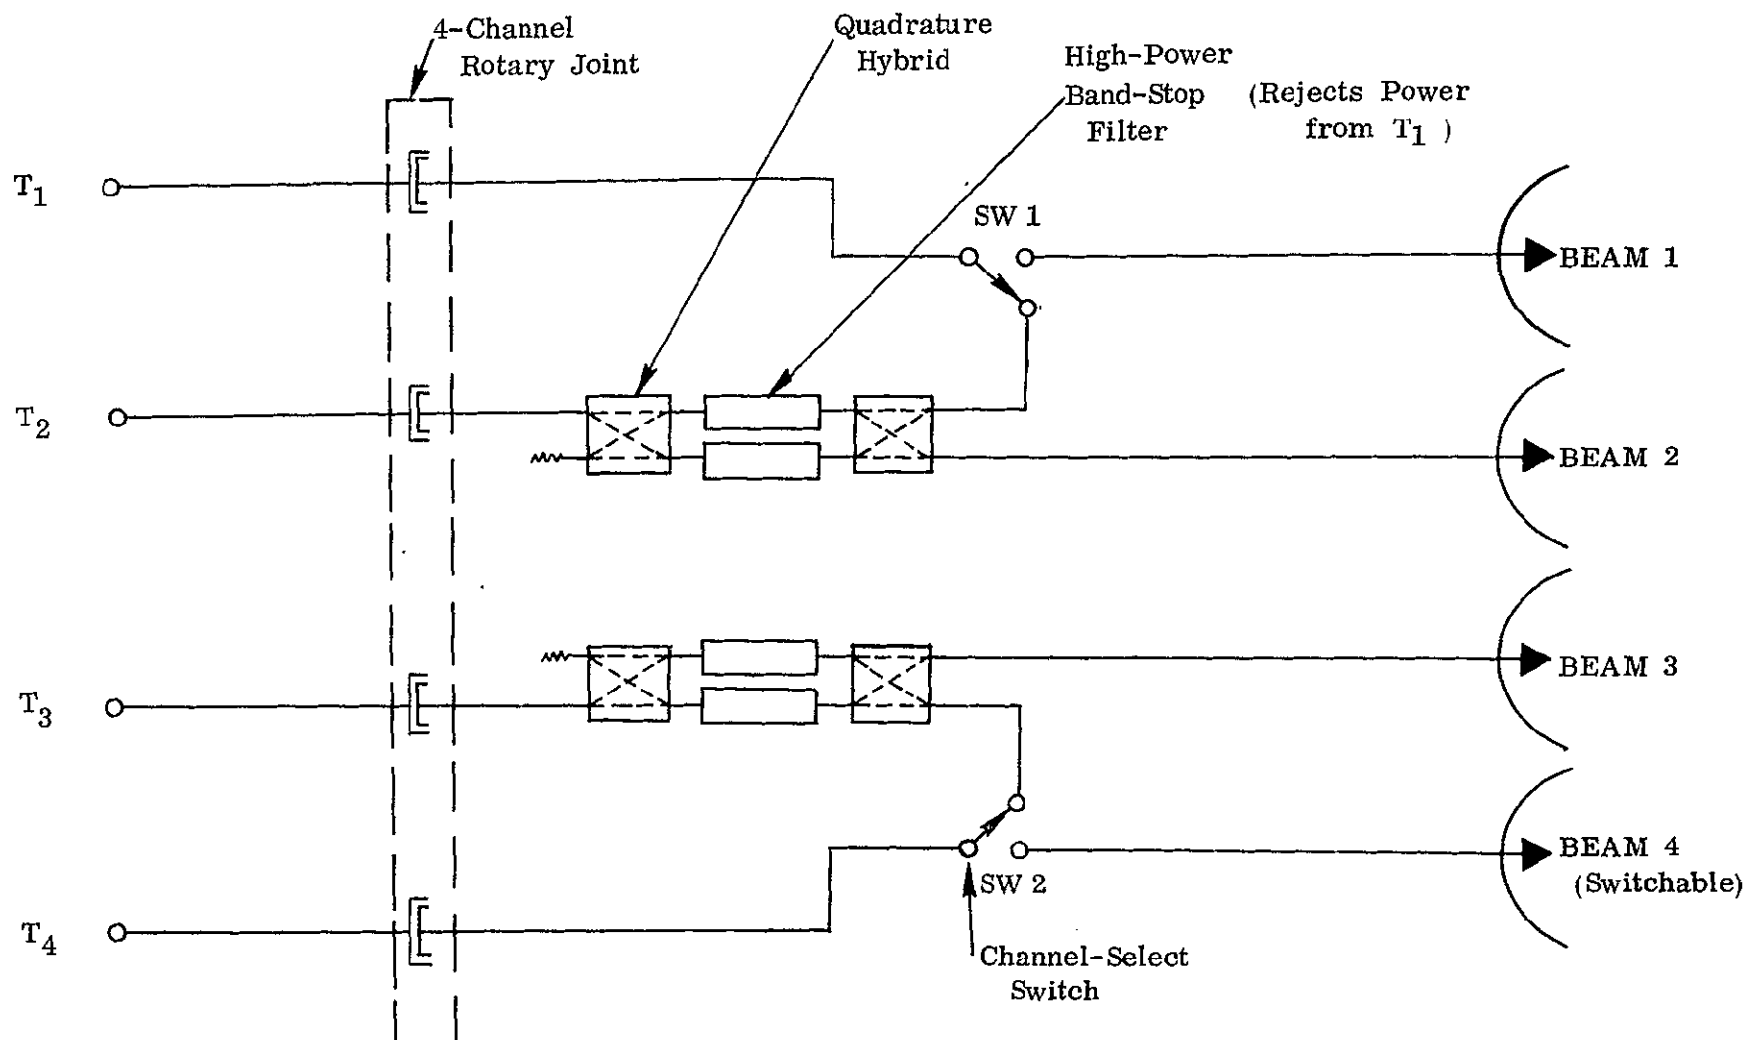 4-Channel
Rotary Joint
Quadrature
Hybrid
High-Power
Band-Stop (Rejects Power
Filter from T1 )
T1
SW 1
BEAM 1
T2
BEAM 2
T3
BEAM 3
BEAM 4
(Switchable)
SW 2
T4
Channel-Select
Switch